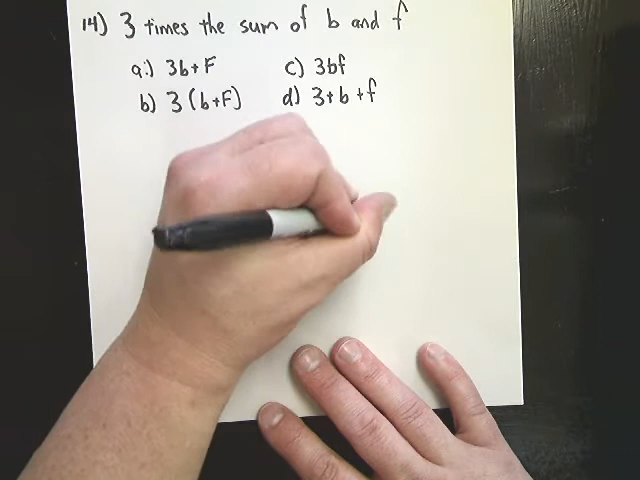 14) 3 times the sum of b and f
a.) 3b+F c.) 3bf
b) 3(b+F) d) 3+b+f